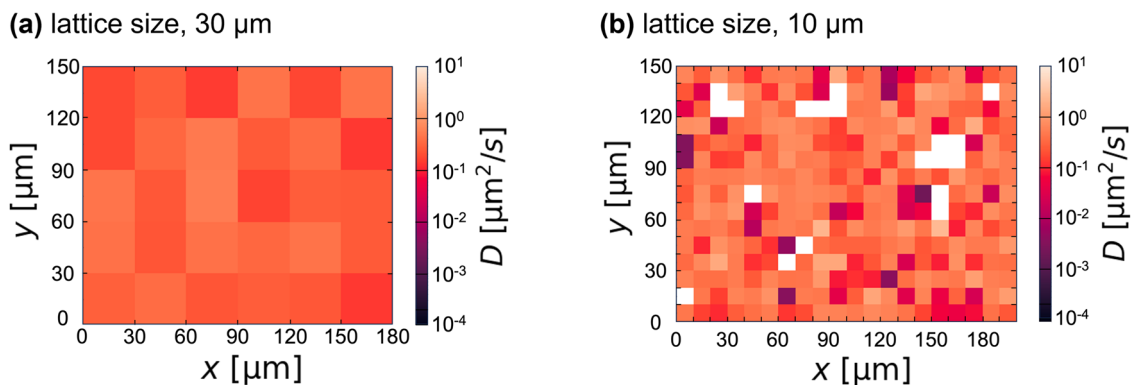 (a) lattice size, 30 μm
150
120
90
60
30
0
0 30 60 90 120 150 180
y [μm]
x [μm]
10^1
10^0
10^-1
10^-2
10^-3
10^-4
D [μm^2/s]
(b) lattice size, 10 μm
150
120
90
60
30
0
0 30 60 90 120 150 180
y [μm]
x [μm]
10^1
10^0
10^-1
10^-2
10^-3
10^-4
D [μm^2/s]